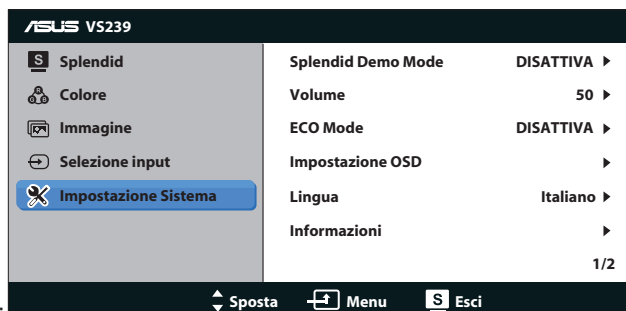 ASUS VS239
S Splendid
Colore
Immagine
Selezione input
Impostazione Sistema
Splendid Demo Mode DISATTIVA
Volume 50
ECO Mode DISATTIVA
Impostazione OSD
Lingua Italiano
Informazioni
1/2
. Sposta Menu S Esci